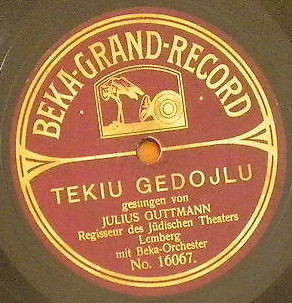 BEKA-GRAND-RECORD
TEKIU GEDOJLU
gesungen von
JULIUS GUTTMANN
Regisseur des Jüdischen Theaters
Lemberg
mit Beka-Orchester
No. 16067.